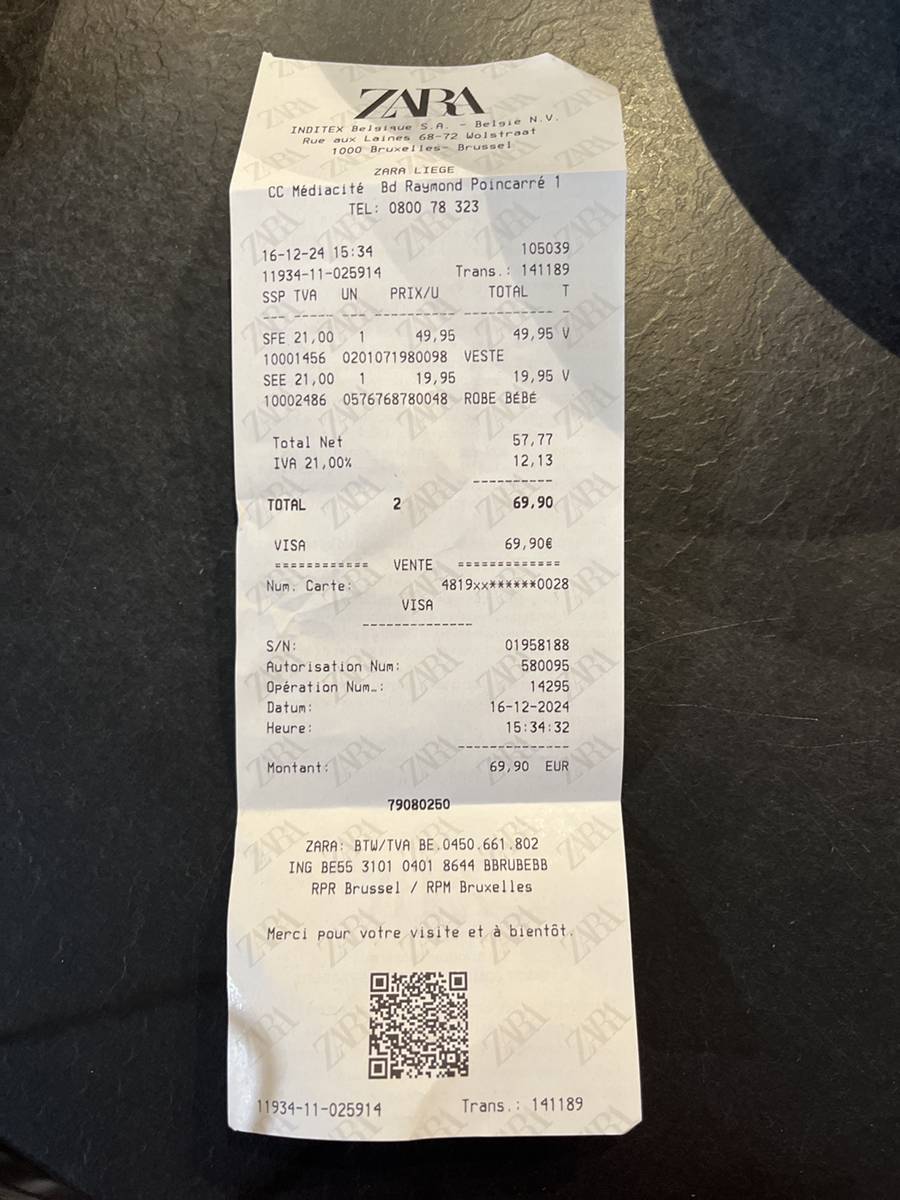 ZARA
INDITEX Belgique S.A. - Belgie N.V.
Rue aux Laines 68-72 Wolstraat
1000 Bruxelles- Brussel
ZARA LIEGE
CC Médiacité Bd Raymond Poincarré 1
TEL: 0800 78 323
16-12-24 15:34 105039
11934-11-025914 Trans.: 141189
SSP TVA UN PRIX/U TOTAL T
--- ----- --- ---------- ----------- -
SFE 21,00 1 49,95 49,95 V
10001456 0201071980098 VESTE
SEE 21,00 1 19,95 19,95 V
10002486 0576768780048 ROBE BÉBÉ
Total Net 57,77
IVA 21,00% 12,13
----------
TOTAL 2 69,90
VISA 69,90€
=========== VENTE ============
Num. Carte: 4819xx******0028
VISA
--------------
S/N: 01958188
Autorisation Num: 580095
Opération Num.: 14295
Datum: 16-12-2024
Heure: 15:34:32
--------------
Montant: 69,90 EUR
79080250
ZARA: BTW/TVA BE.0450.661.802
ING BE55 3101 0401 8644 BBRUBEBB
RPR Brussel / RPM Bruxelles
Merci pour votre visite et à bientôt.
11934-11-025914 Trans.: 141189